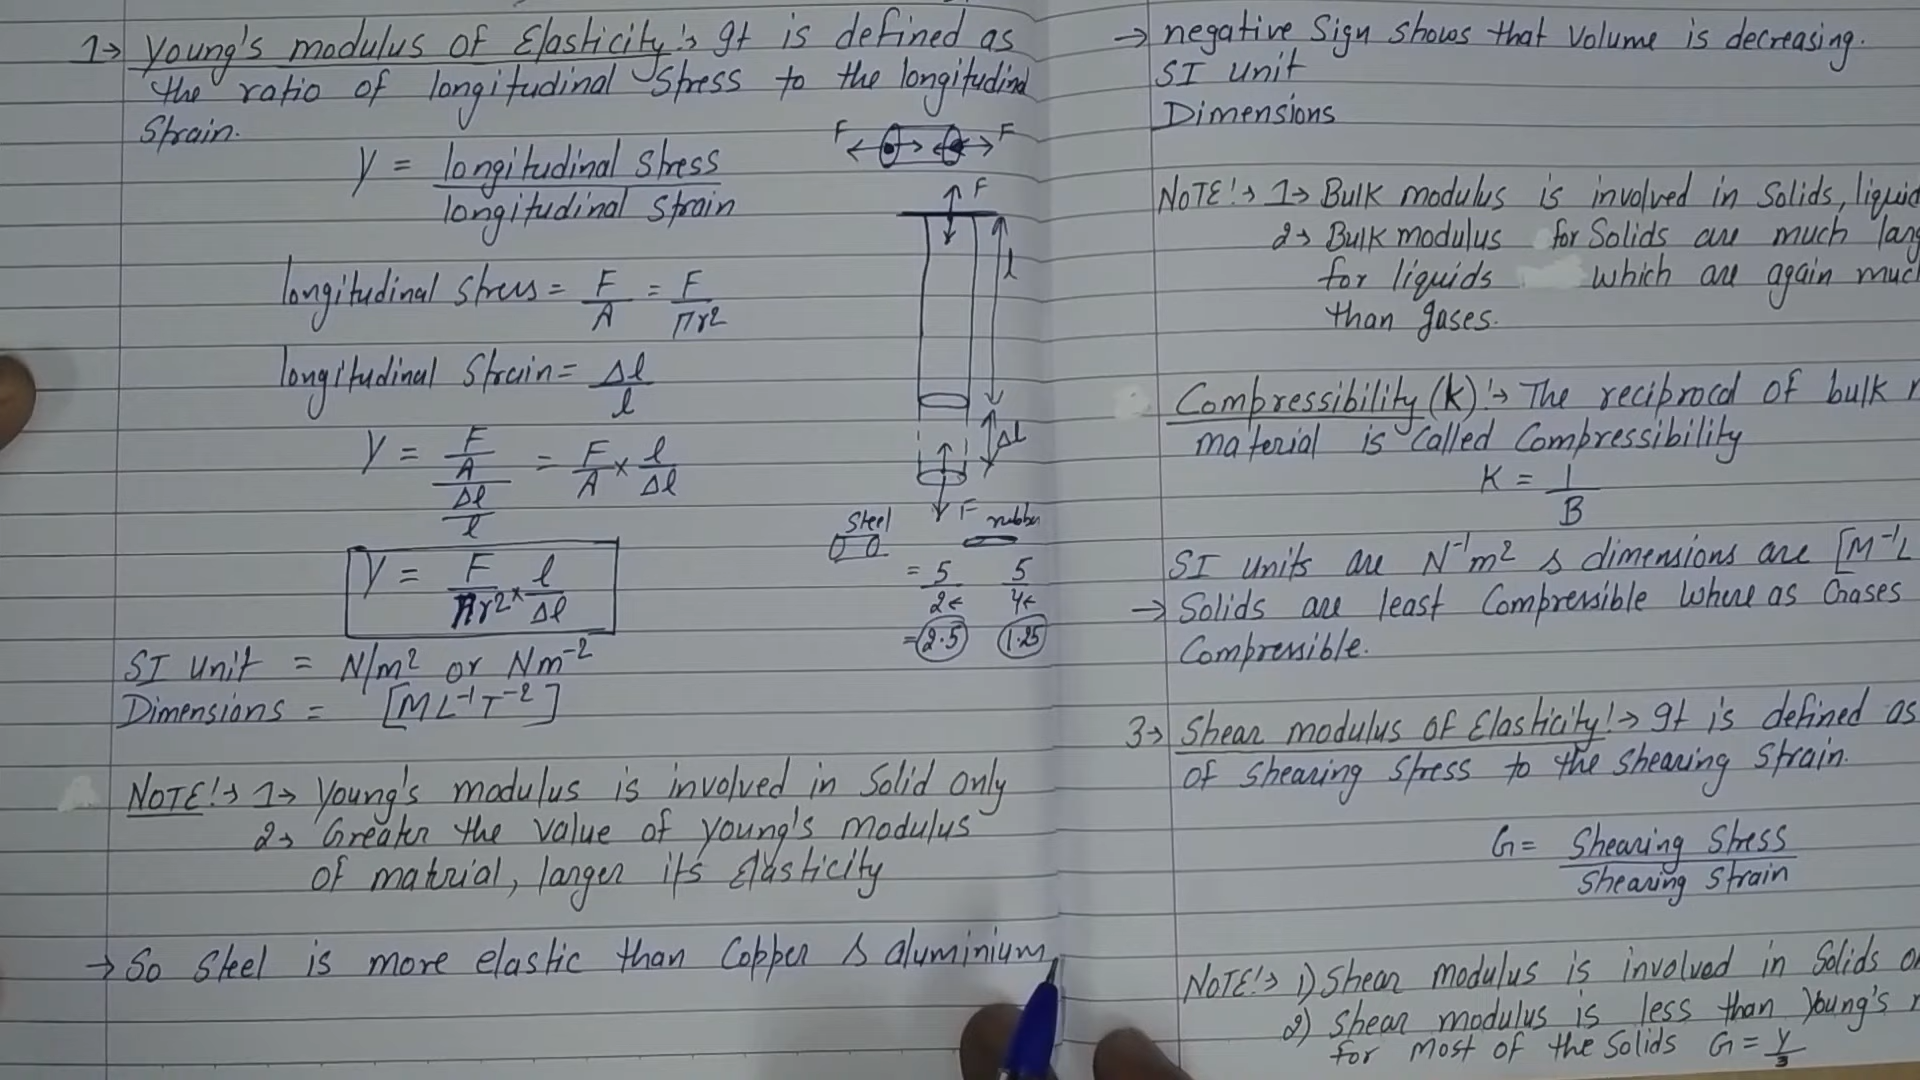 1→ Young's modulus of Elasticity:→ It is defined as
the ratio of longitudinal Stress to the longitudinal
Strain.
F F
Y = longitudinal Stress
longitudinal Strain
F
l
longitudinal Stress = F/A = F/πr2
longitudinal Strain = Δl/l
Δl
Y = F/A / Δl/l = F/A × l/Δl
F
Steel rubber
Y = F/πr2 × l/Δl
= 5/2ϵ 5/4ϵ
= 2.5 1.25
SI Unit = N/m2 or Nm-2
Dimensions = [ML-1T-2]
NOTE!→ 1→ Young's modulus is involved in Solid only
2→ Greater the value of young's modulus
of material, larger its Elasticity
→ So Steel is more elastic than Copper & aluminium
→ negative Sign shows that volume is decreasing.
SI Unit
Dimensions
NOTE!→ 1→ Bulk modulus is involved in Solids, liquid
2→ Bulk modulus for Solids are much
for liquids which are again much
than gases.
Compressibility (K)!→ The reciprocal of bulk
material is called Compressibility
K = 1/B
SI Units are N-1m2 & dimensions are [M-1L
→ Solids are least Compressible where as Gases
Compressible.
3→ Shear modulus of Elasticity!→ It is defined as
of shearing Stress to the shearing Strain.
G = Shearing Stress
Shearing Strain
NOTE!→ 1) Shear modulus is involved in Solids
2) Shear modulus is less than Young's
for most of the Solids G = Y/3